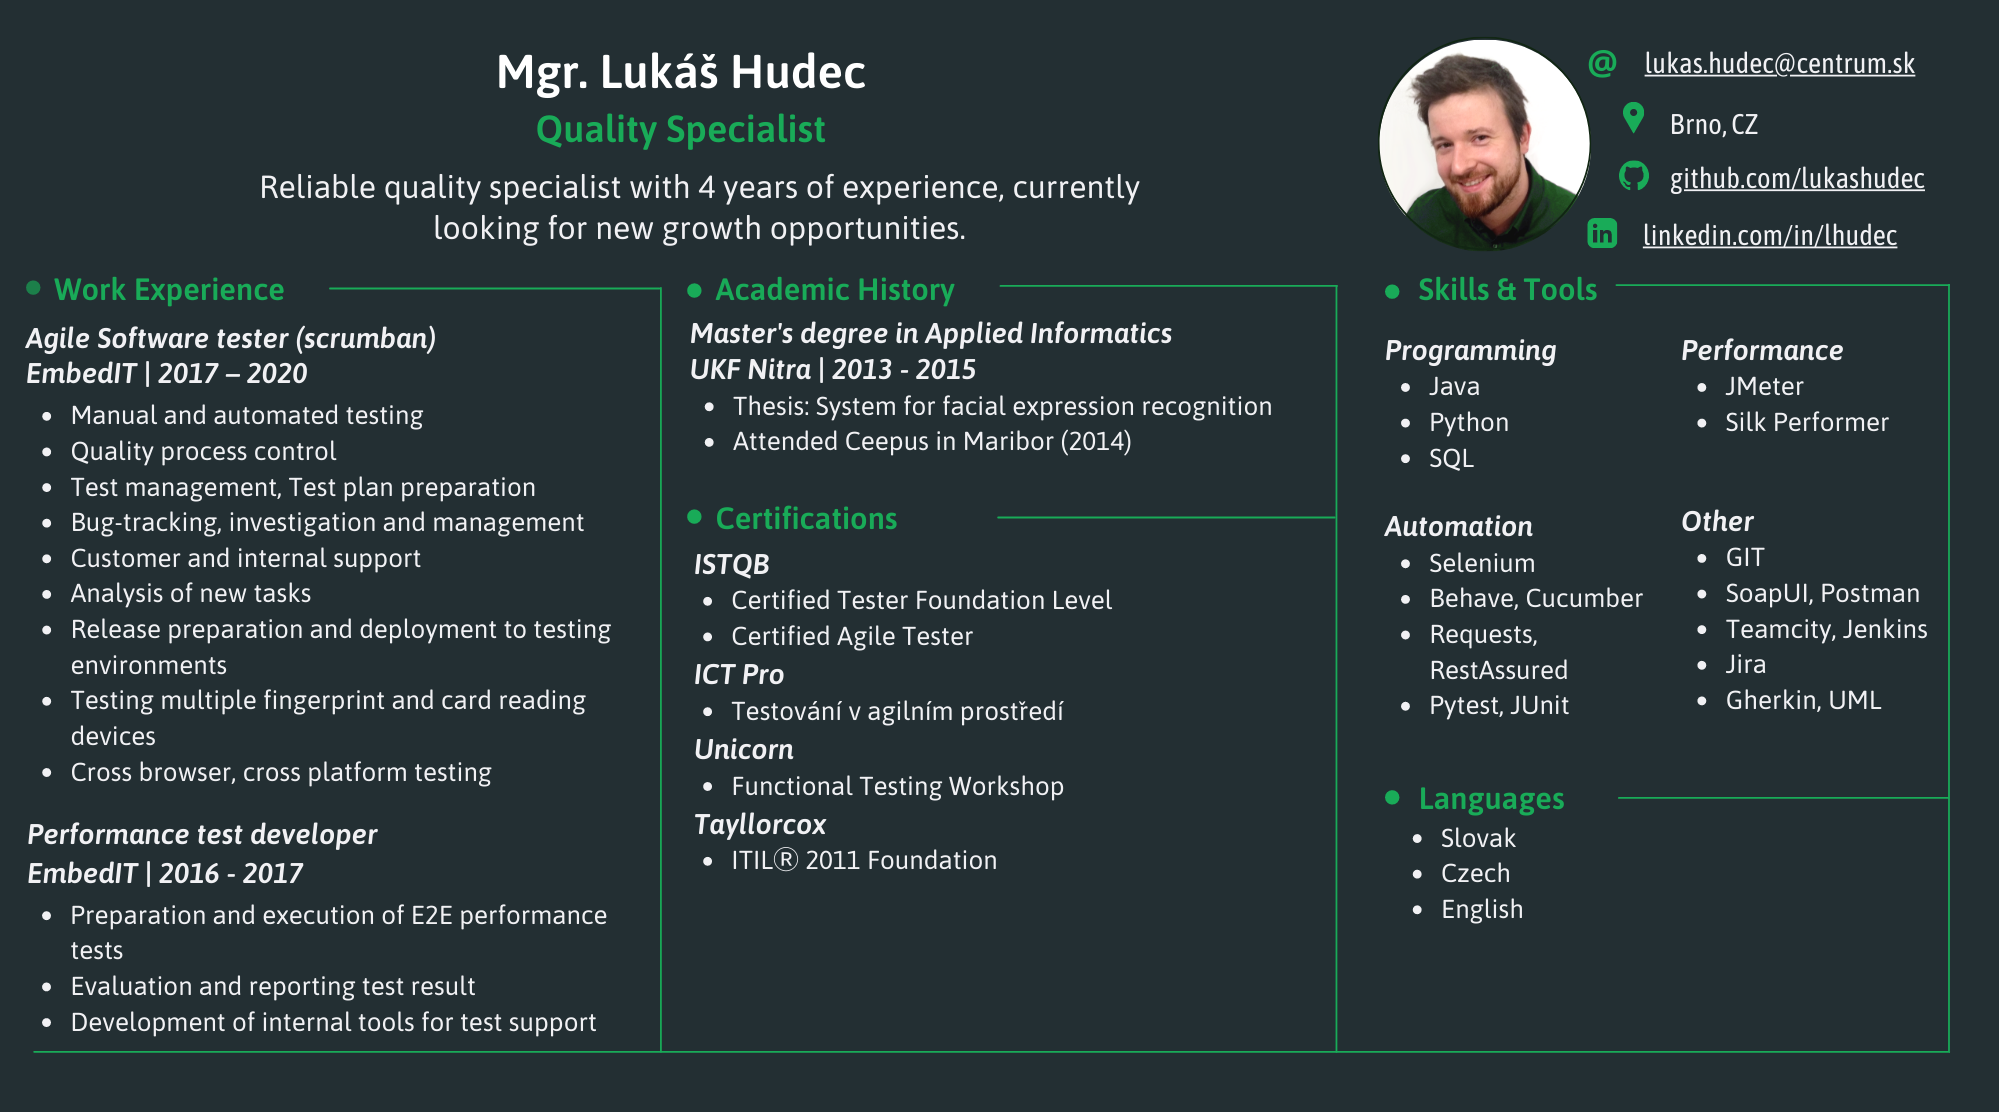 Mgr. Lukáš Hudec
Quality Specialist
Reliable quality specialist with 4 years of experience, currently
looking for new growth opportunities.
@ lukas.hudec@centrum.sk
Brno, CZ
github.com/lukashudec
in linkedin.com/in/lhudec
Work Experience
Agile Software tester (scrumban)
EmbedIT | 2017 – 2020
• Manual and automated testing
• Quality process control
• Test management, Test plan preparation
• Bug-tracking, investigation and management
• Customer and internal support
• Analysis of new tasks
• Release preparation and deployment to testing
environments
• Testing multiple fingerprint and card reading
devices
• Cross browser, cross platform testing
Performance test developer
EmbedIT | 2016 - 2017
• Preparation and execution of E2E performance
tests
• Evaluation and reporting test result
• Development of internal tools for test support
Academic History
Master's degree in Applied Informatics
UKF Nitra | 2013 - 2015
• Thesis: System for facial expression recognition
• Attended Ceepus in Maribor (2014)
Certifications
ISTQB
• Certified Tester Foundation Level
• Certified Agile Tester
ICT Pro
• Testování v agilním prostředí
Unicorn
• Functional Testing Workshop
Tayllorcox
• ITIL® 2011 Foundation
Skills & Tools
Programming
• Java
• Python
• SQL
Performance
• JMeter
• Silk Performer
Automation
• Selenium
• Behave, Cucumber
• Requests,
RestAssured
• Pytest, JUnit
Other
• GIT
• SoapUI, Postman
• Teamcity, Jenkins
• Jira
• Gherkin, UML
Languages
• Slovak
• Czech
• English